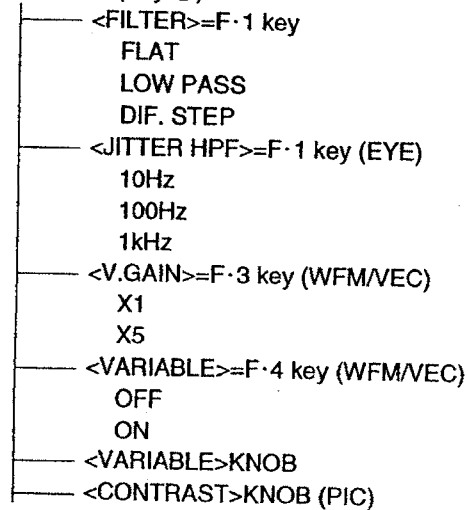 <FILTER>=F·1 key
FLAT
LOW PASS
DIF. STEP
<JITTER HPF>=F·1 key (EYE)
10Hz
100Hz
1kHz
<V.GAIN>=F·3 key (WFM/VEC)
X1
X5
<VARIABLE>=F·4 key (WFM/VEC)
OFF
ON
<VARIABLE>KNOB
<CONTRAST>KNOB (PIC)